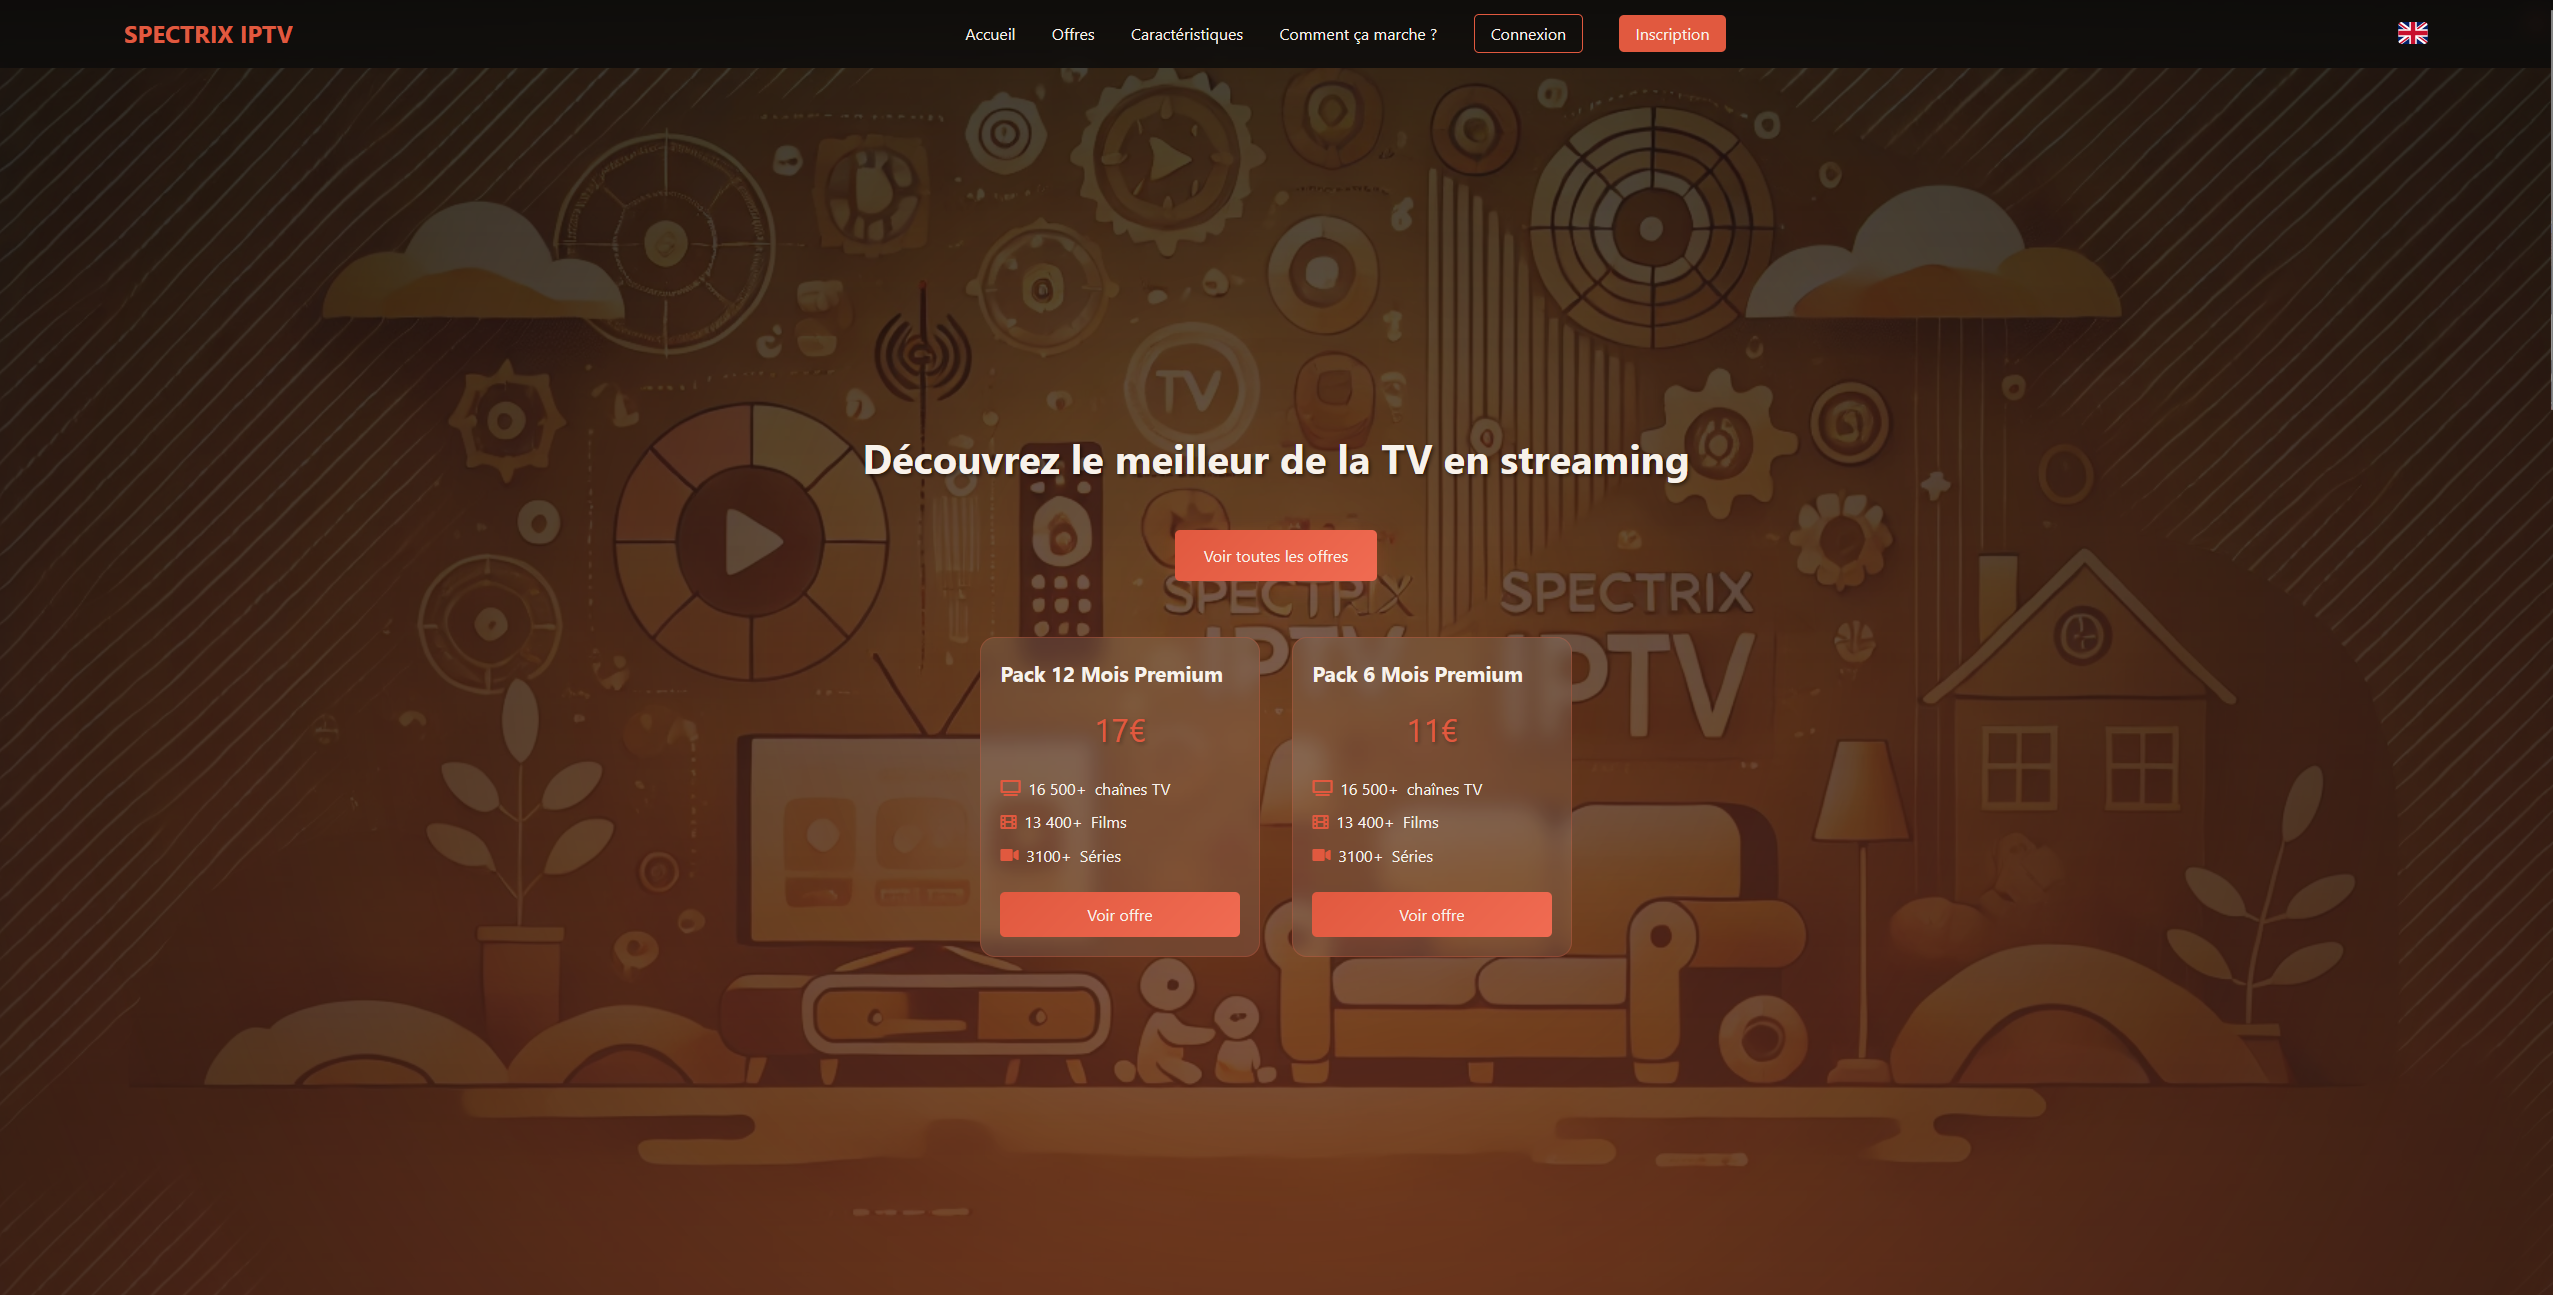 SPECTRIX IPTV
Accueil Offres Caractéristiques Comment ça marche ? Connexion Inscription
TV
Découvrez le meilleur de la TV en streaming
Voir toutes les offres
SPECTRIX
IPTV
SPECTRIX
IPTV
Pack 12 Mois Premium
17€
16 500+ chaînes TV
13 400+ Films
3100+ Séries
Voir offre
Pack 6 Mois Premium
11€
16 500+ chaînes TV
13 400+ Films
3100+ Séries
Voir offre